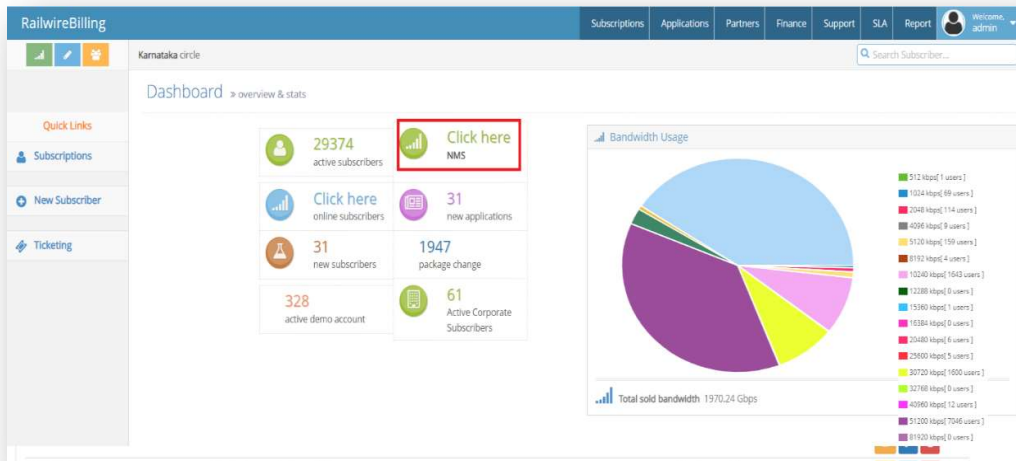 RailwireBilling
Subscriptions Applications Partners Finance Support SLA Report Welcome, admin
Karnataka circle
Search Subscriber...
Dashboard » overview & stats
Quick Links
Subscriptions
New Subscriber
Ticketing
29374
active subscribers
Click here
NMS
Click here
online subscribers
31
new applications
31
new subscribers
1947
package change
328
active demo account
61
Active Corporate
Subscribers
Bandwidth Usage
512 kbps[ 1 users ]
1024 kbps[ 69 users ]
2048 kbps[ 114 users ]
4096 kbps[ 9 users ]
5120 kbps[ 159 users ]
8192 kbps[ 4 users ]
10240 kbps[ 1643 users ]
12288 kbps[ 0 users ]
15360 kbps[ 1 users ]
16384 kbps[ 0 users ]
20480 kbps[ 6 users ]
25600 kbps[ 5 users ]
30720 kbps[ 1600 users ]
32768 kbps[ 0 users ]
40960 kbps[ 12 users ]
51200 kbps[ 7046 users ]
81920 kbps[ 0 users ]
Total sold bandwidth 1970.24 Gbps